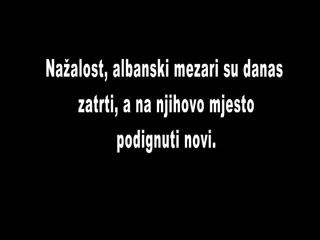 Nažalost, albanski mezari su danas
zatrti, a na njihovo mjesto
podignuti novi.